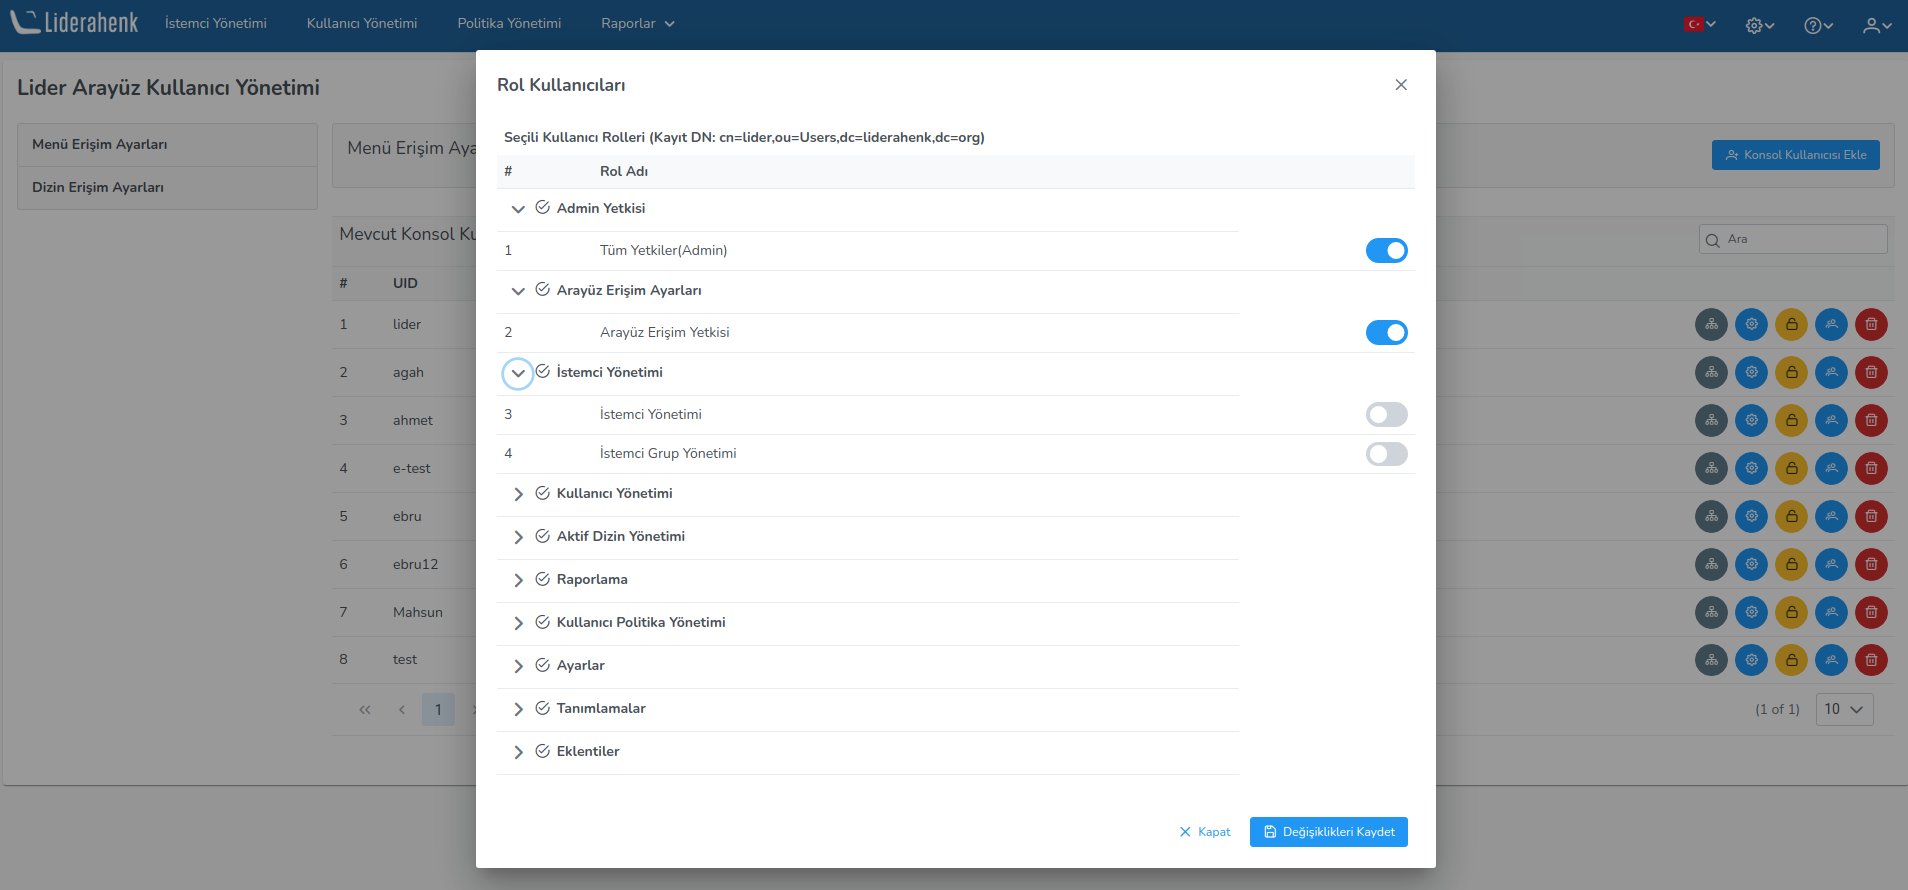 Liderahenk İstemci Yönetimi Kullanıcı Yönetimi Politika Yönetimi Raporlar
Lider Arayüz Kullanıcı Yönetimi
Menü Erişim Ayarları
Dizin Erişim Ayarları
Menü Erişim
Konsol Kullanıcısı Ekle
Mevcut Konsol
Ara
# UID
1 lider
2 agah
3 ahmet
4 e-test
5 ebru
6 ebru12
7 Mahsun
8 test
1
(1 of 1) 10
Rol Kullanıcıları
Seçili Kullanıcı Rolleri (Kayıt DN: cn=lider,ou=Users,dc=liderahenk,dc=org)
# Rol Adı
Admin Yetkisi
1 Tüm Yetkiler(Admin)
Arayüz Erişim Ayarları
2 Arayüz Erişim Yetkisi
İstemci Yönetimi
3 İstemci Yönetimi
4 İstemci Grup Yönetimi
Kullanıcı Yönetimi
Aktif Dizin Yönetimi
Raporlama
Kullanıcı Politika Yönetimi
Ayarlar
Tanımlamalar
Eklentiler
Kapat
Değişiklikleri Kaydet